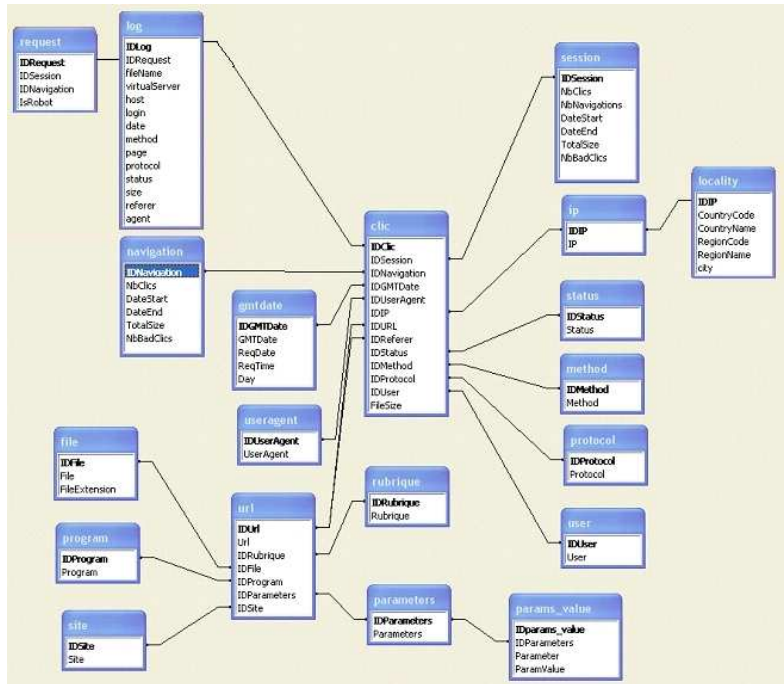 request
IDRequest
IDSession
IDNavigation
IsRobot
log
IDLog
IDRequest
fileName
virtualServer
host
login
date
method
page
protocol
status
size
referer
agent
session
IDSession
NbClics
NbNavigations
DateStart
DateEnd
TotalSize
NbBadClics
locality
IDIP
CountryCode
CountryName
RegionCode
RegionName
city
ip
IDIP
IP
clic
IDClic
IDSession
IDNavigation
IDGMTDate
IDUserAgent
IDIP
IDURL
IDReferer
IDStatus
IDMethod
IDProtocol
IDUser
FileSize
navigation
IDNavigation
NbClics
DateStart
DateEnd
TotalSize
NbBadClics
gmtdate
IDGMTDate
GMTDate
ReqDate
ReqTime
Day
status
IDStatus
Status
method
IDMethod
Method
useragent
IDUserAgent
UserAgent
protocol
IDProtocol
Protocol
file
IDFile
File
FileExtension
rubrique
IDRubrique
Rubrique
url
IDUrl
Url
IDRubrique
IDFile
IDProgram
IDParameters
IDSite
user
IDUser
User
program
IDProgram
Program
site
IDSite
Site
parameters
IDParameters
Parameters
params_value
IDparams_value
IDParameters
Parameter
ParamValue